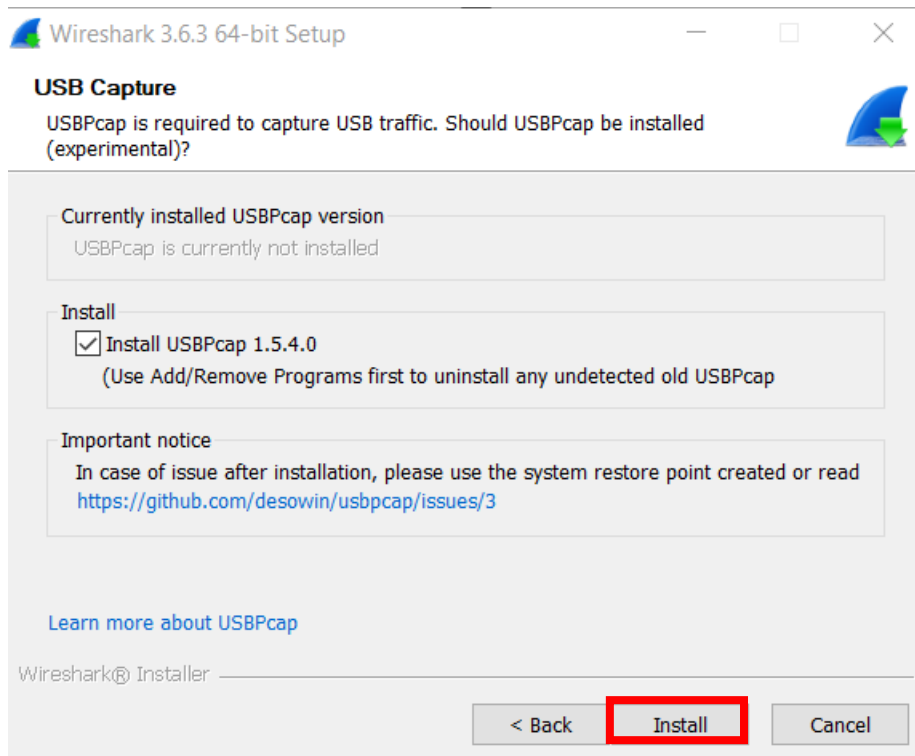 Wireshark 3.6.3 64-bit Setup
USB Capture
USBPcap is required to capture USB traffic. Should USBPcap be installed
(experimental)?
Currently installed USBPcap version
USBPcap is currently not installed
Install
Install USBPcap 1.5.4.0
(Use Add/Remove Programs first to uninstall any undetected old USBPcap
Important notice
In case of issue after installation, please use the system restore point created or read
https://github.com/desowin/usbpcap/issues/3
Learn more about USBPcap
Wireshark® Installer
< Back Install Cancel